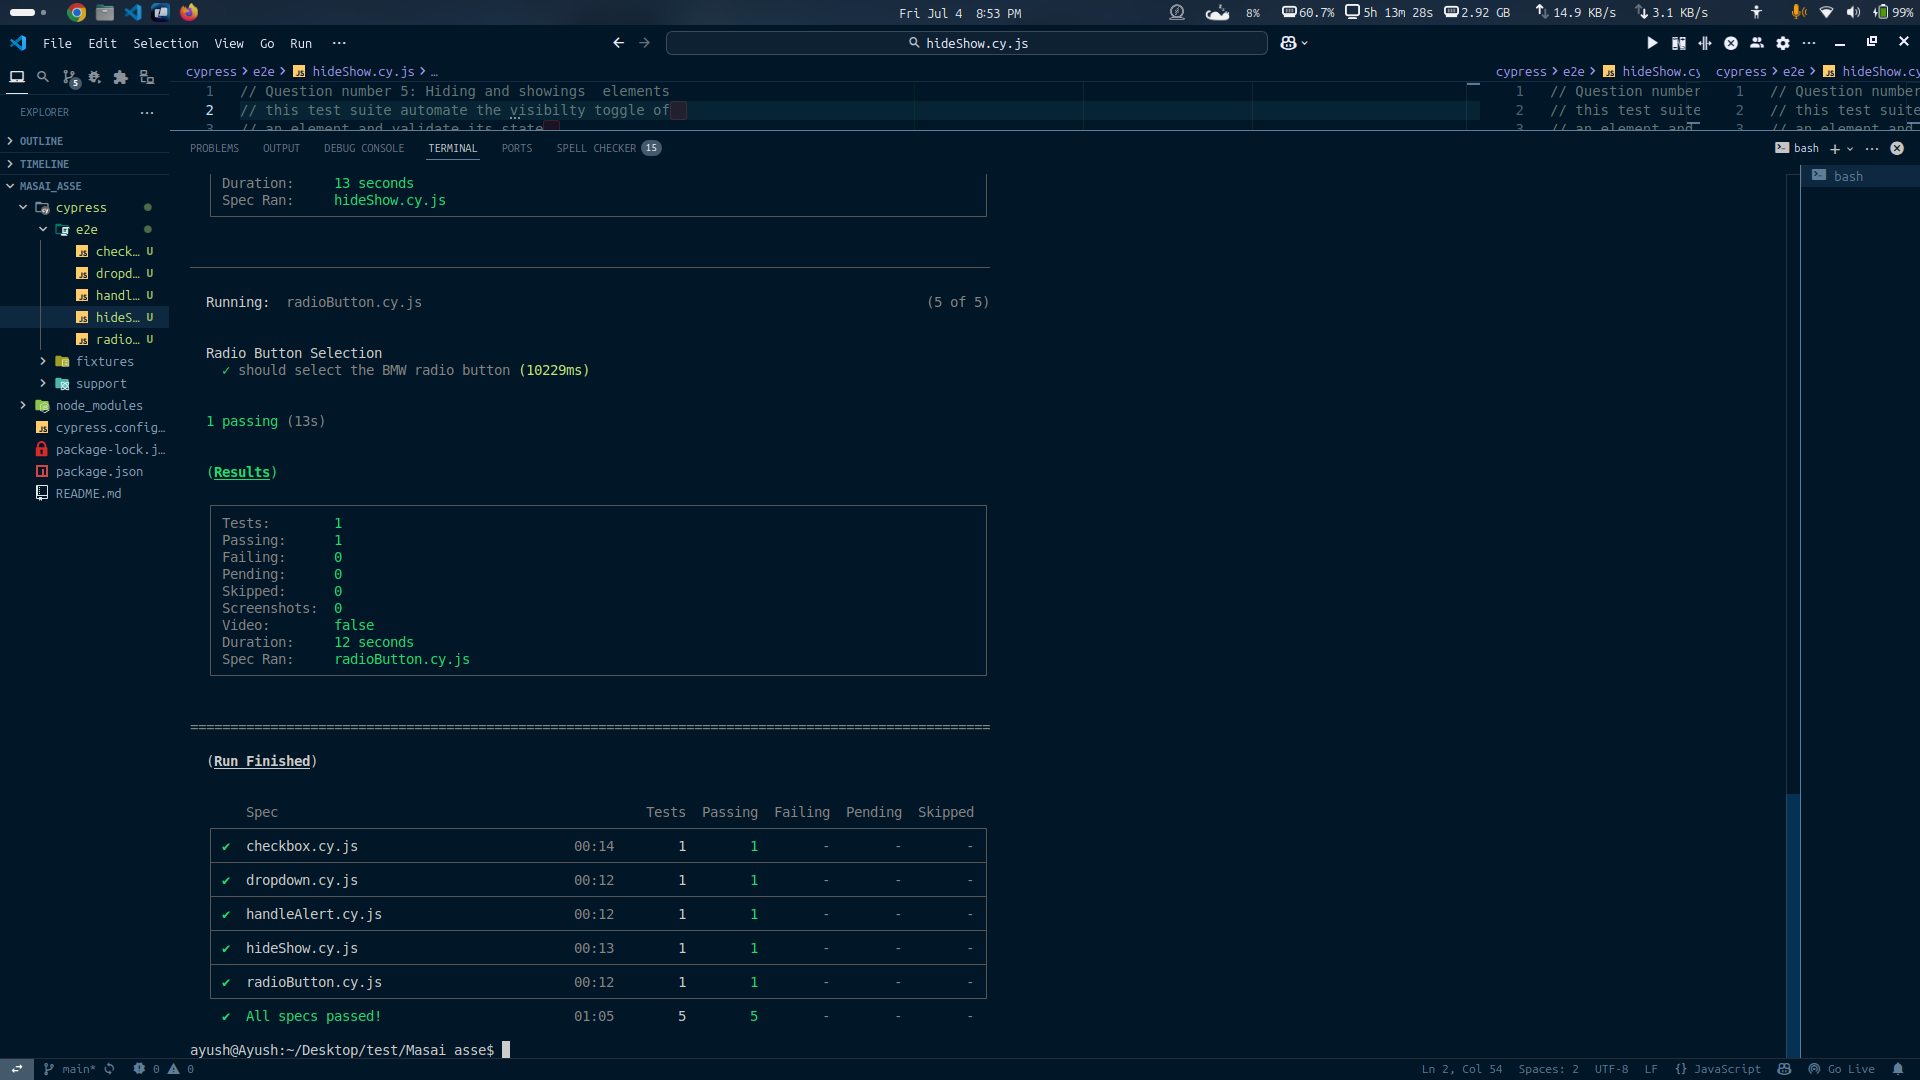 Fri Jul 4 8:53 PM
8% 60.7% 5h 13m 28s 2.92 GB 14.9 KB/s 3.1 KB/s 99%
File Edit Selection View Go Run ···
hideShow.cy.js
cypress > e2e > JS hideShow.cy.js > …
cypress > e2e > JS hideShow.cy
cypress > e2e > JS hideShow.cy
5
EXPLORER ···
OUTLINE
TIMELINE
MASAI_ASSE
cypress
e2e
JS check… U
JS dropd… U
JS handl… U
JS hideS… U
JS radio… U
fixtures
support
node_modules
JS cypress.config…
package-lock.j…
package.json
README.md
1 // Question number 5: Hiding and showings  elements
2 // this test suite automate the visibilty toggle of
3 // an element and validate its state
1 // Question number
2 // this test suite
3 // an element and
1 // Question number
2 // this test suite
3 // an element and
PROBLEMS OUTPUT DEBUG CONSOLE TERMINAL PORTS SPELL CHECKER 15
bash
bash
Duration: 13 seconds
Spec Ran: hideShow.cy.js
Running: radioButton.cy.js (5 of 5)
Radio Button Selection
✓ should select the BMW radio button (10229ms)
1 passing (13s)
(Results)
Tests: 1
Passing: 1
Failing: 0
Pending: 0
Skipped: 0
Screenshots: 0
Video: false
Duration: 12 seconds
Spec Ran: radioButton.cy.js
====================================================================================================
(Run Finished)
Spec Tests Passing Failing Pending Skipped
✔ checkbox.cy.js 00:14 1 1 - - -
✔ dropdown.cy.js 00:12 1 1 - - -
✔ handleAlert.cy.js 00:12 1 1 - - -
✔ hideShow.cy.js 00:13 1 1 - - -
✔ radioButton.cy.js 00:12 1 1 - - -
✔ All specs passed! 01:05 5 5 - - -
ayush@Ayush:~/Desktop/test/Masai asse$
main* 0 0
Ln 2, Col 54 Spaces: 2 UTF-8 LF {} JavaScript Go Live